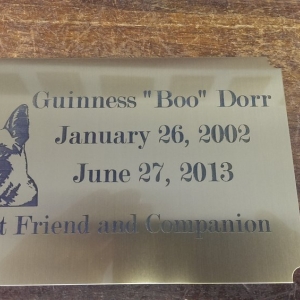 Guinness "Boo" Dorr
January 26, 2002
June 27, 2013
t Friend and Companion